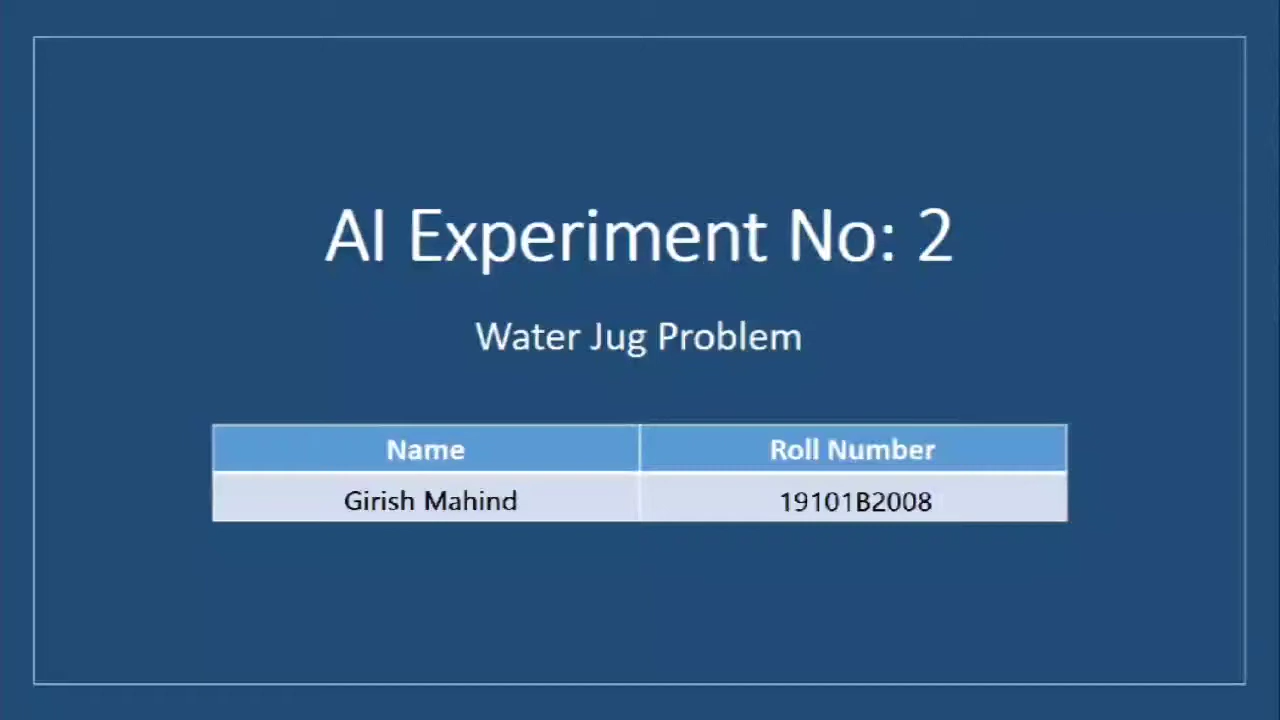 AI Experiment No: 2
Water Jug Problem
Name Roll Number
Girish Mahind 19101B2008